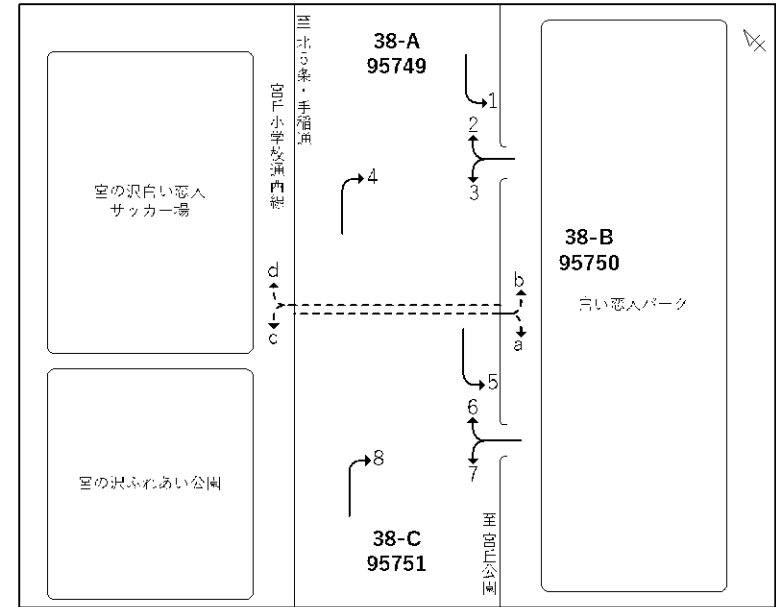 38-A
95749
至 北5条・手稲通
宮丘小学校通西線
1
2
3
4
宮の沢白い恋人
サッカー場
38-B
95750
白い恋人パーク
d
c
b
a
5
6
7
8
宮の沢ふれあい公園
38-C
95751
至 宮丘公園